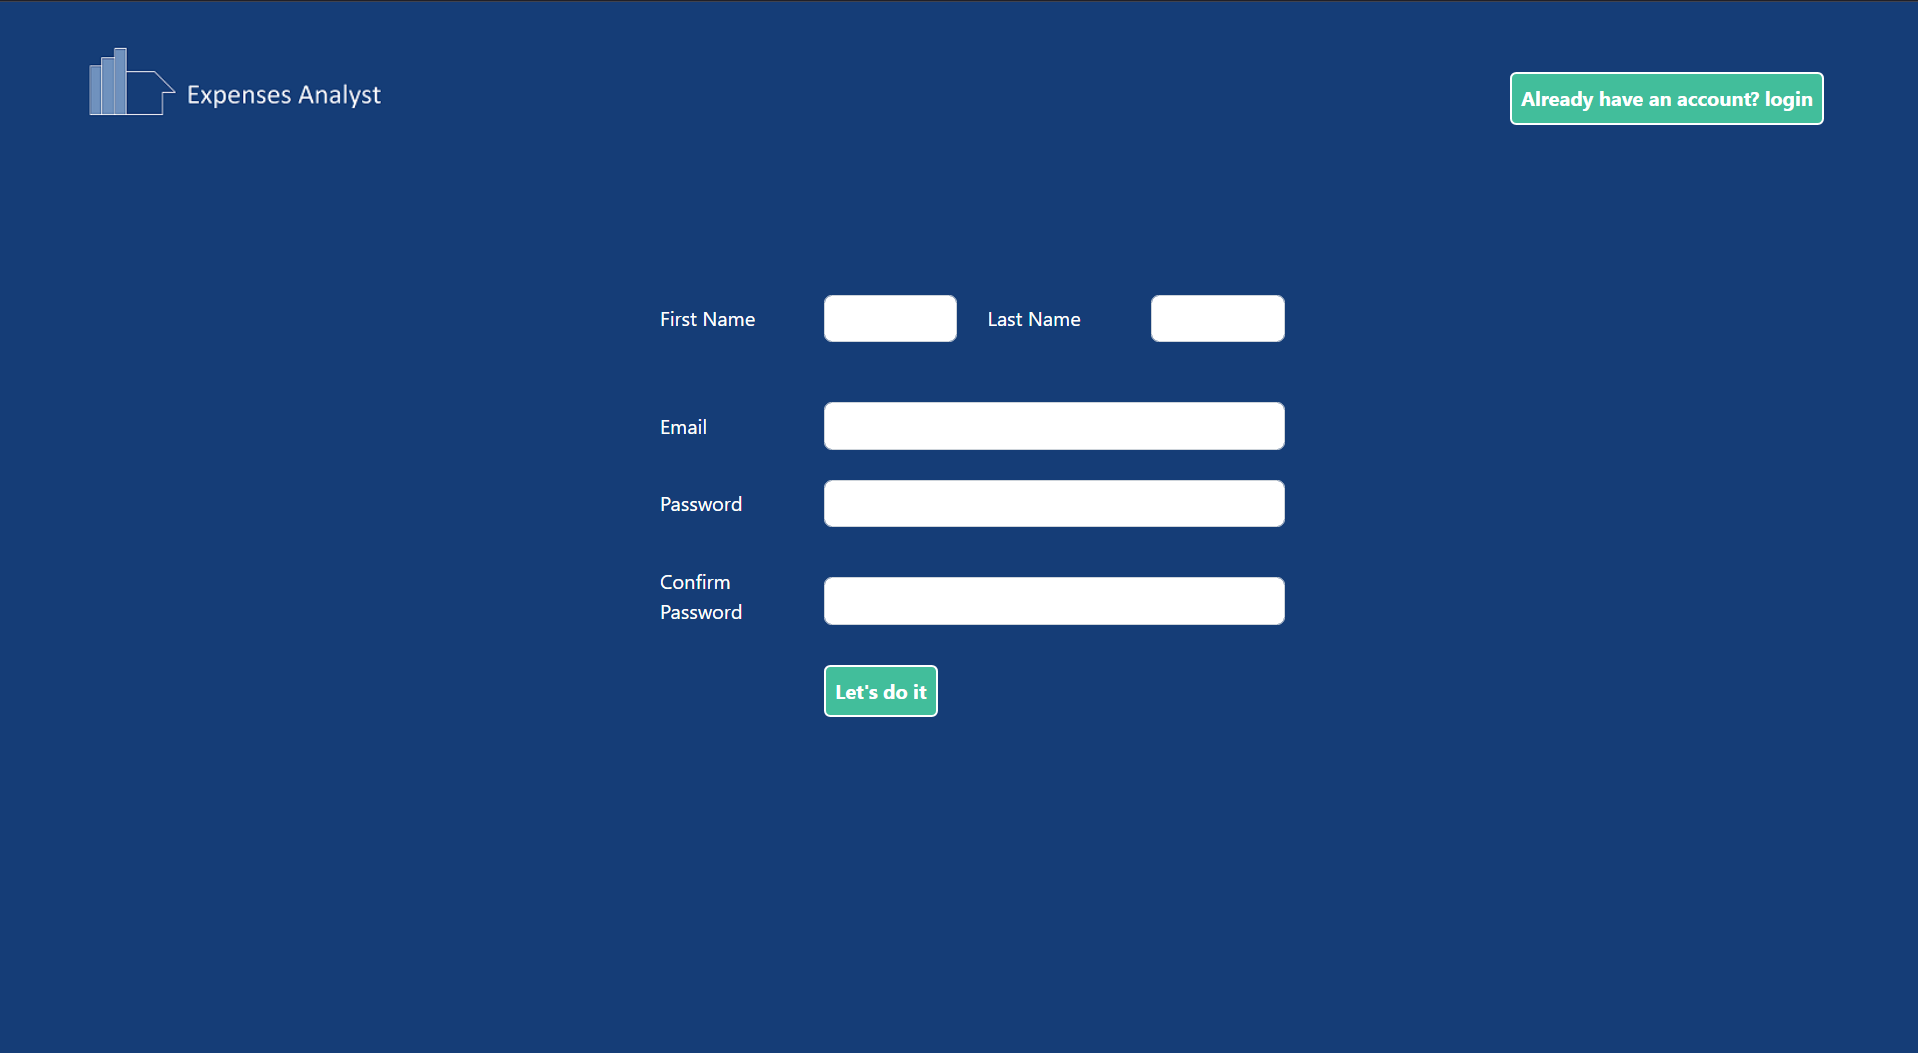 Expenses Analyst
Already have an account? login
First Name
Last Name
Email
Password
Confirm
Password
Let's do it